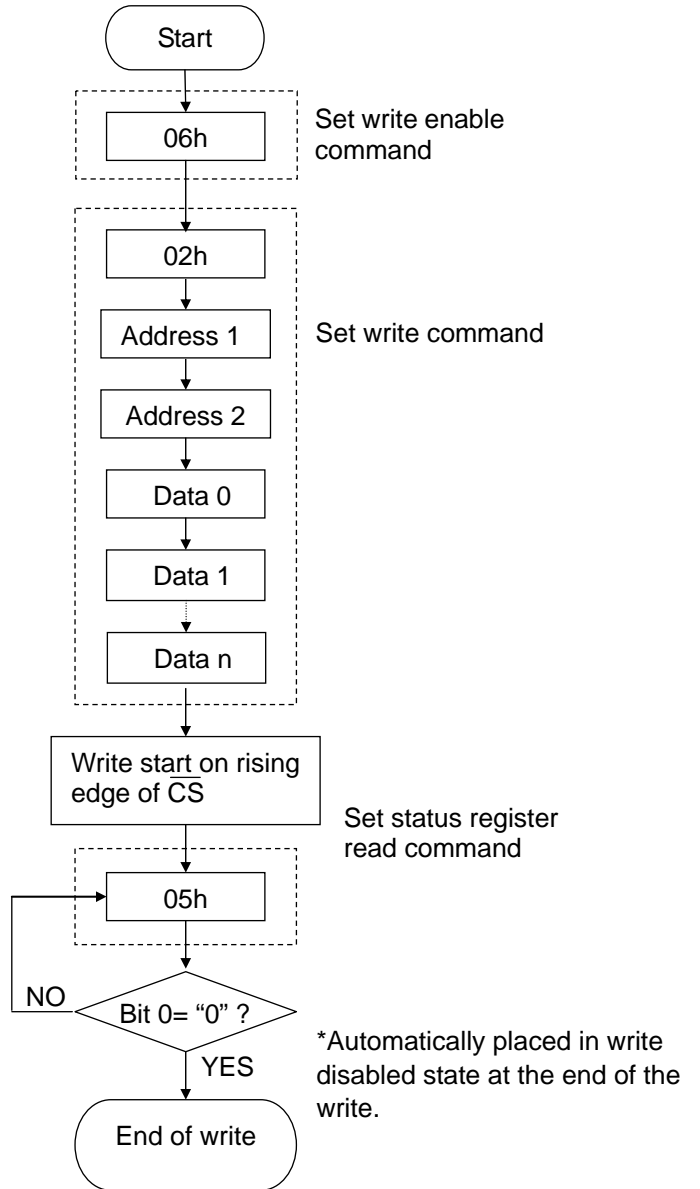 Start
06h
Set write enable
command
02h
Address 1
Set write command
Address 2
Data 0
Data 1
Data n
Write start on rising
edge of C̅S̅
Set status register
read command
05h
NO
Bit 0= “0” ?
YES
*Automatically placed in write
disabled state at the end of the
write.
End of write